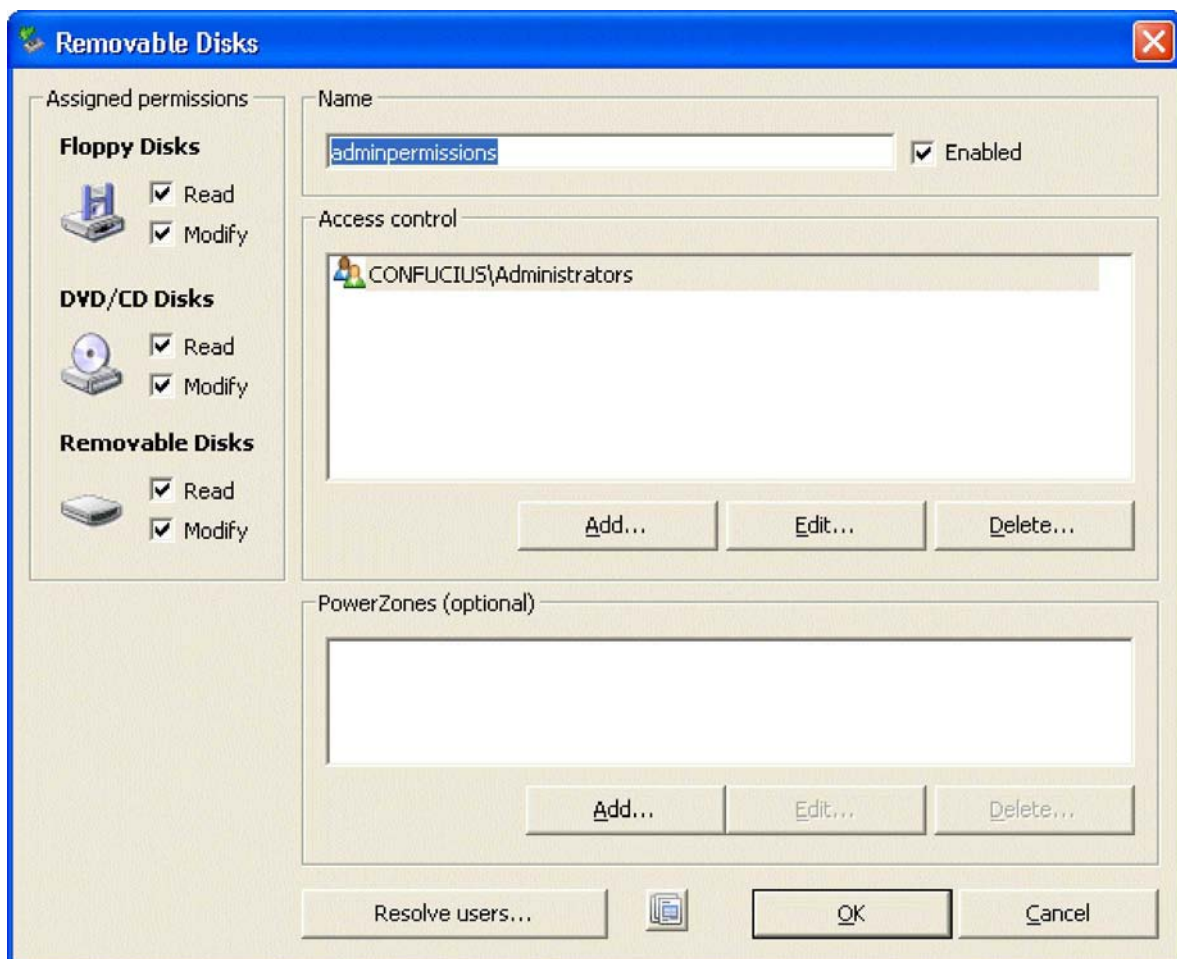 Removable Disks
Assigned permissions
Floppy Disks
Read
Modify
DVD/CD Disks
Read
Modify
Removable Disks
Read
Modify
Name
adminpermissions
Enabled
Access control
CONFUCIUS\Administrators
Add...
Edit...
Delete...
PowerZones (optional)
Add...
Edit...
Delete...
Resolve users...
OK
Cancel